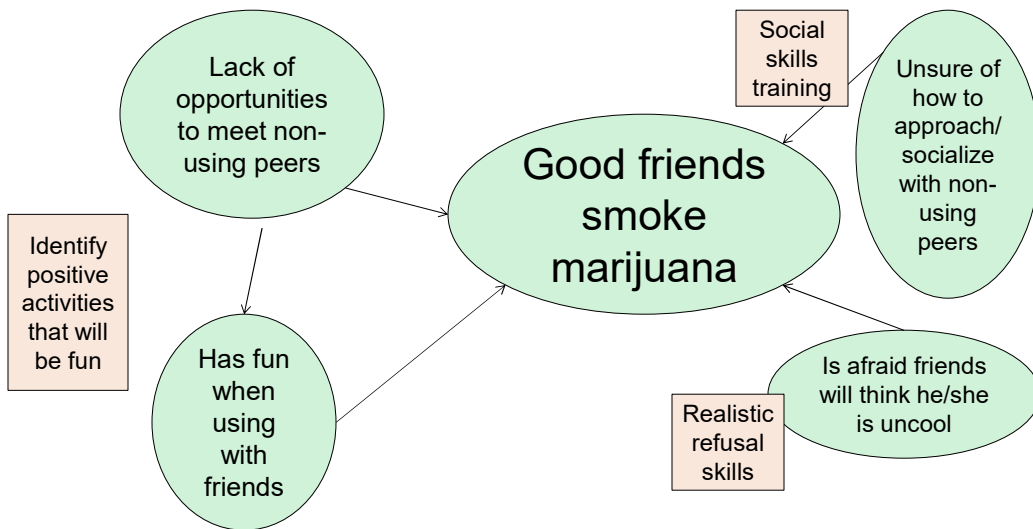 Lack of
opportunities
to meet non-
using peers
Social
skills
training
Unsure of
how to
approach/
socialize
with non-
using
peers
Good friends
smoke
marijuana
Identify
positive
activities
that will
be fun
Has fun
when
using
with
friends
Is afraid friends
will think he/she
is uncool
Realistic
refusal
skills